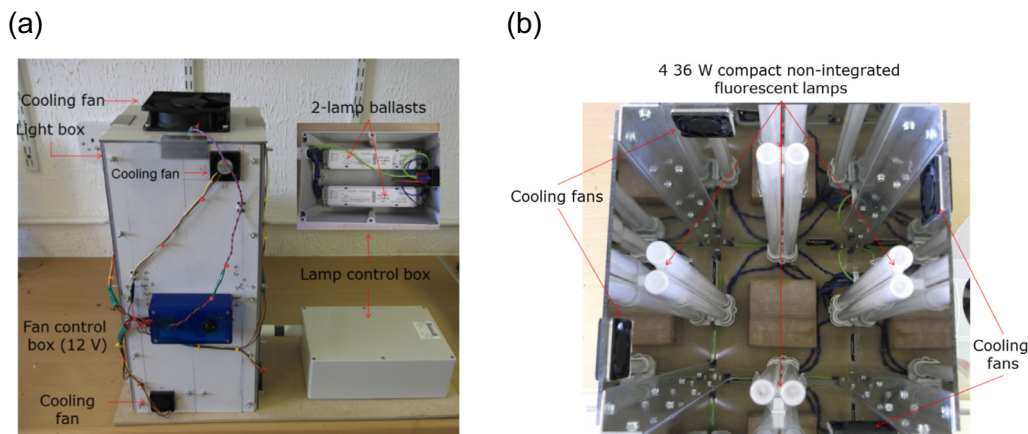 (a)
(b)
Cooling fan
Light box
Cooling fan
2-lamp ballasts
Lamp control box
Fan control
box (12 V)
Cooling
fan
4 36 W compact non-integrated
fluorescent lamps
Cooling fans
Cooling
fans